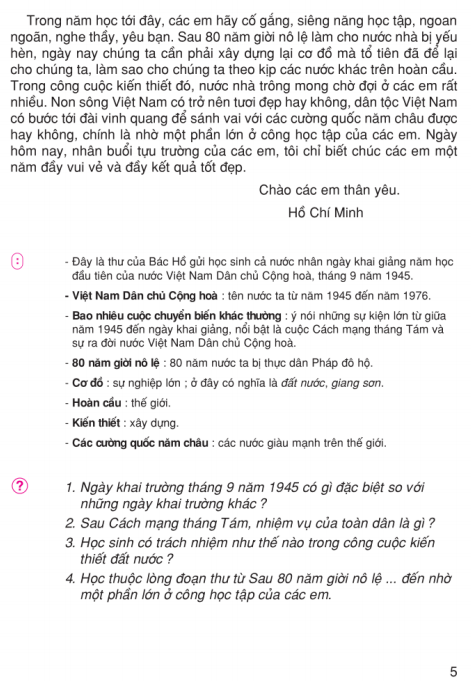 Trong năm học tới đây, các em hãy cố gắng, siêng năng học tập, ngoan
ngoãn, nghe thầy, yêu bạn. Sau 80 năm giời nô lệ làm cho nước nhà bị yếu
hèn, ngày nay chúng ta cần phải xây dựng lại cơ đồ mà tổ tiên đã để lại
cho chúng ta, làm sao cho chúng ta theo kịp các nước khác trên hoàn cầu.
Trong công cuộc kiến thiết đó, nước nhà trông mong chờ đợi ở các em rất
nhiều. Non sông Việt Nam có trở nên tươi đẹp hay không, dân tộc Việt Nam
có bước tới đài vinh quang để sánh vai với các cường quốc năm châu được
hay không, chính là nhờ một phần lớn ở công học tập của các em. Ngày
hôm nay, nhân buổi tựu trường của các em, tôi chỉ biết chúc các em một
năm đầy vui vẻ và đầy kết quả tốt đẹp.
Chào các em thân yêu.
Hồ Chí Minh
:
- Đây là thư của Bác Hồ gửi học sinh cả nước nhân ngày khai giảng năm học
đầu tiên của nước Việt Nam Dân chủ Cộng hoà, tháng 9 năm 1945.
- Việt Nam Dân chủ Cộng hoà : tên nước ta từ năm 1945 đến năm 1976.
- Bao nhiêu cuộc chuyển biến khác thường : ý nói những sự kiện lớn từ giữa
năm 1945 đến ngày khai giảng, nổi bật là cuộc Cách mạng tháng Tám và
sự ra đời nước Việt Nam Dân chủ Cộng hoà.
- 80 năm giời nô lệ : 80 năm nước ta bị thực dân Pháp đô hộ.
- Cơ đồ : sự nghiệp lớn ; ở đây có nghĩa là đất nước, giang sơn.
- Hoàn cầu : thế giới.
- Kiến thiết : xây dựng.
- Các cường quốc năm châu : các nước giàu mạnh trên thế giới.
?
1. Ngày khai trường tháng 9 năm 1945 có gì đặc biệt so với
những ngày khai trường khác ?
2. Sau Cách mạng tháng Tám, nhiệm vụ của toàn dân là gì ?
3. Học sinh có trách nhiệm như thế nào trong công cuộc kiến
thiết đất nước ?
4. Học thuộc lòng đoạn thư từ Sau 80 năm giời nô lệ ... đến nhờ
một phần lớn ở công học tập của các em.
5